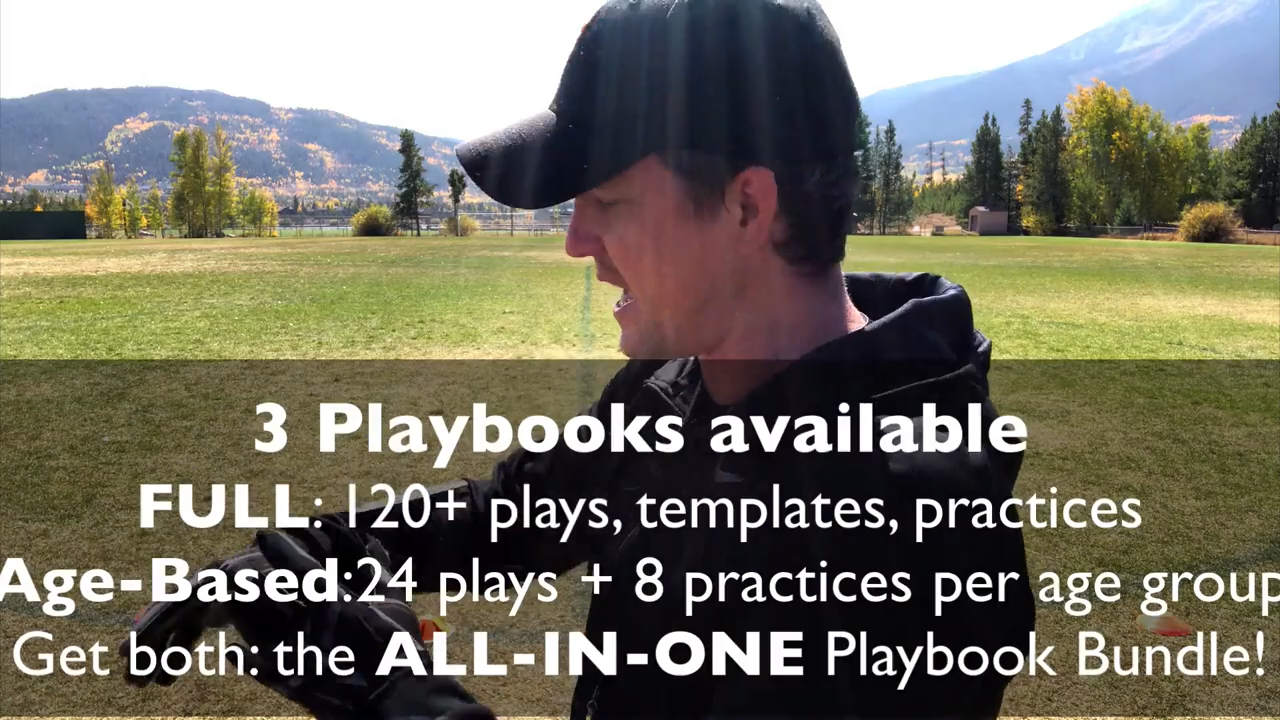 3 Playbooks available
FULL: 120+ plays, templates, practices
Age-Based:24 plays + 8 practices per age group
Get both: the ALL-IN-ONE Playbook Bundle!